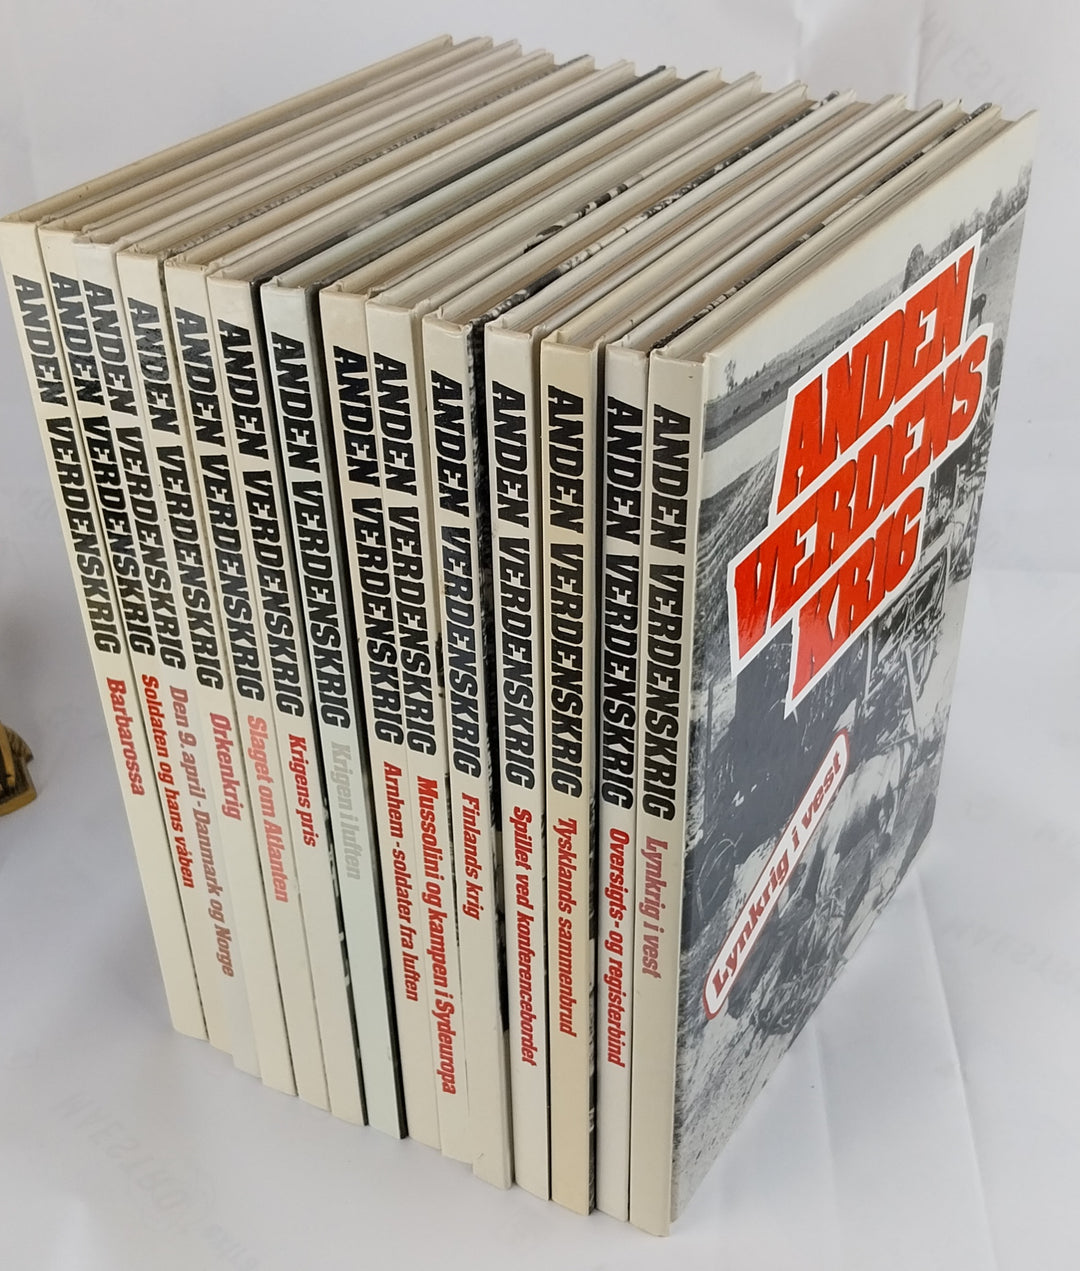 ANDEN VERDENSKRIG Barbarossa
ANDEN VERDENSKRIG Soldaten og hans våben
ANDEN VERDENSKRIG Den 9. april - Danmark og Norge
ANDEN VERDENSKRIG Ørkenkrig
ANDEN VERDENSKRIG Slaget om Atlanten
ANDEN VERDENSKRIG Krigens pris
ANDEN VERDENSKRIG Krigen i luften
ANDEN VERDENSKRIG Arnhem - soldater fra luften
ANDEN VERDENSKRIG Mussolini og kampen i Sydeuropa
ANDEN VERDENSKRIG Finlands krig
ANDEN VERDENSKRIG Spillet ved konferencebordet
ANDEN VERDENSKRIG Tysklands sammenbrud
ANDEN VERDENSKRIG Oversigts- og registerbind
ANDEN VERDENSKRIG Lynkrig i vest
ANDEN
VERDENS
KRIG
Lynkrig i vest